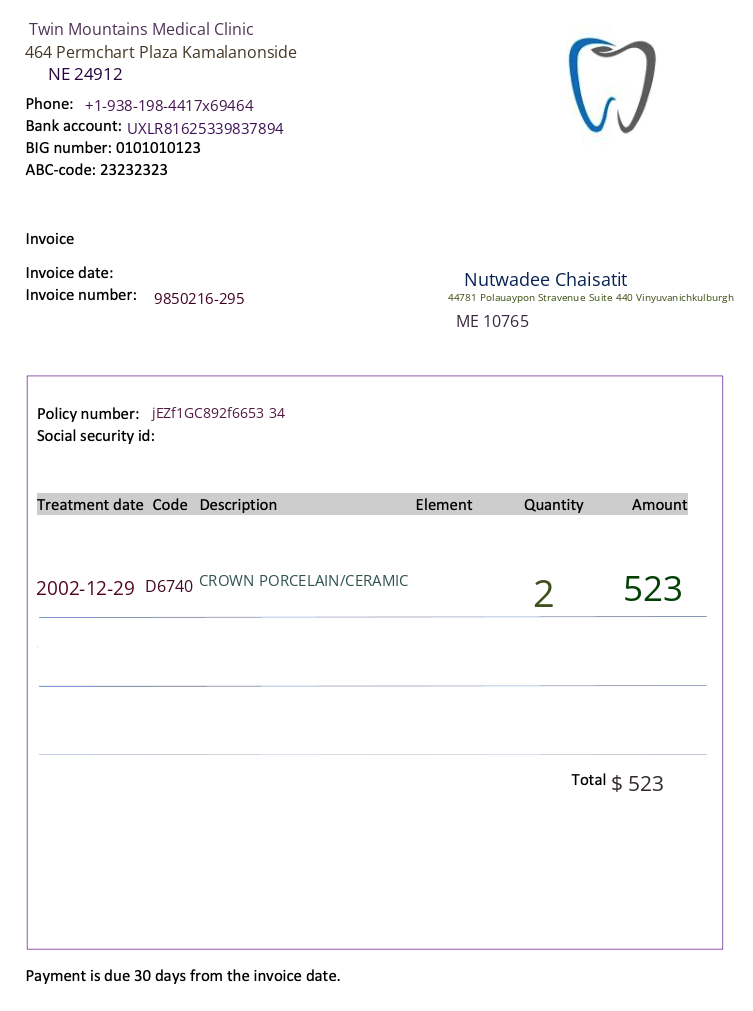 Twin Mountains Medical Clinic
464 Permchart Plaza Kamalanonside
NE 24912
Phone: +1-938-198-4417x69464
Bank account: UXLR81625339837894
BIG number: 0101010123
ABC-code: 23232323
Invoice
Invoice date:
Invoice number: 9850216-295
Nutwadee Chaisatit
44781 Polauaypon Stravenue Suite 440 Vinyuvanichkulburgh
ME 10765
Policy number: jEZf1GC892f6653 34
Social security id:
Treatment date Code Description Element Quantity Amount
2002-12-29 D6740 CROWN PORCELAIN/CERAMIC 2 523
Total $ 523
Payment is due 30 days from the invoice date.